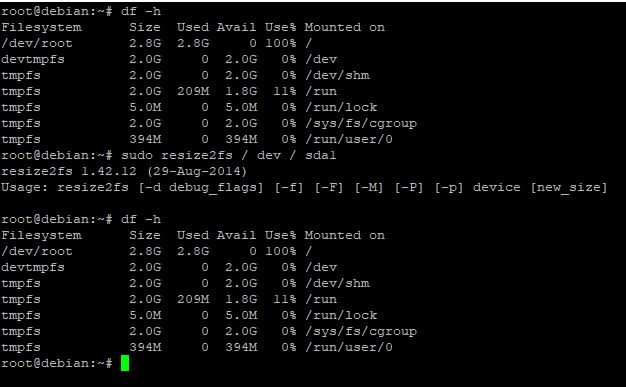 root@debian:~# df -h
Filesystem      Size  Used Avail Use% Mounted on
/dev/root       2.8G  2.8G     0 100% /
devtmpfs        2.0G     0  2.0G   0% /dev
tmpfs           2.0G     0  2.0G   0% /dev/shm
tmpfs           2.0G  209M  1.8G  11% /run
tmpfs           5.0M     0  5.0M   0% /run/lock
tmpfs           2.0G     0  2.0G   0% /sys/fs/cgroup
tmpfs           394M     0  394M   0% /run/user/0
root@debian:~# sudo resize2fs / dev / sda1
resize2fs 1.42.12 (29-Aug-2014)
Usage: resize2fs [-d debug_flags] [-f] [-F] [-M] [-P] [-p] device [new_size]
root@debian:~# df -h
Filesystem      Size  Used Avail Use% Mounted on
/dev/root       2.8G  2.8G     0 100% /
devtmpfs        2.0G     0  2.0G   0% /dev
tmpfs           2.0G     0  2.0G   0% /dev/shm
tmpfs           2.0G  209M  1.8G  11% /run
tmpfs           5.0M     0  5.0M   0% /run/lock
tmpfs           2.0G     0  2.0G   0% /sys/fs/cgroup
tmpfs           394M     0  394M   0% /run/user/0
root@debian:~#